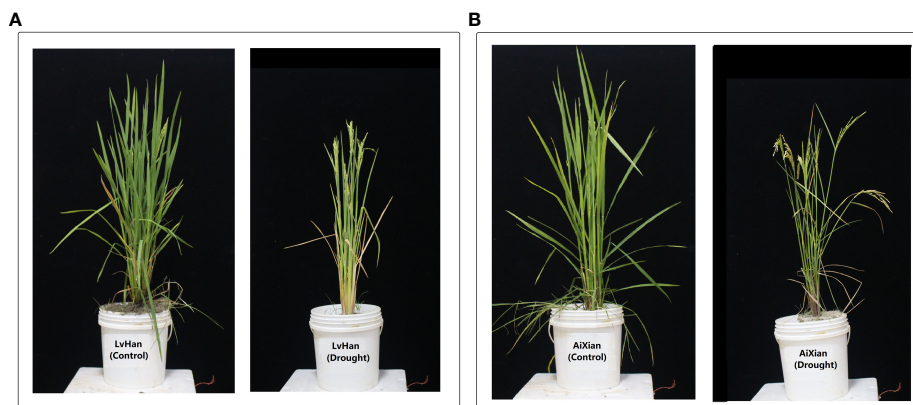 A
B
LvHan
(Control)
LvHan
(Drought)
AiXian
(Control)
AiXian
(Drought)